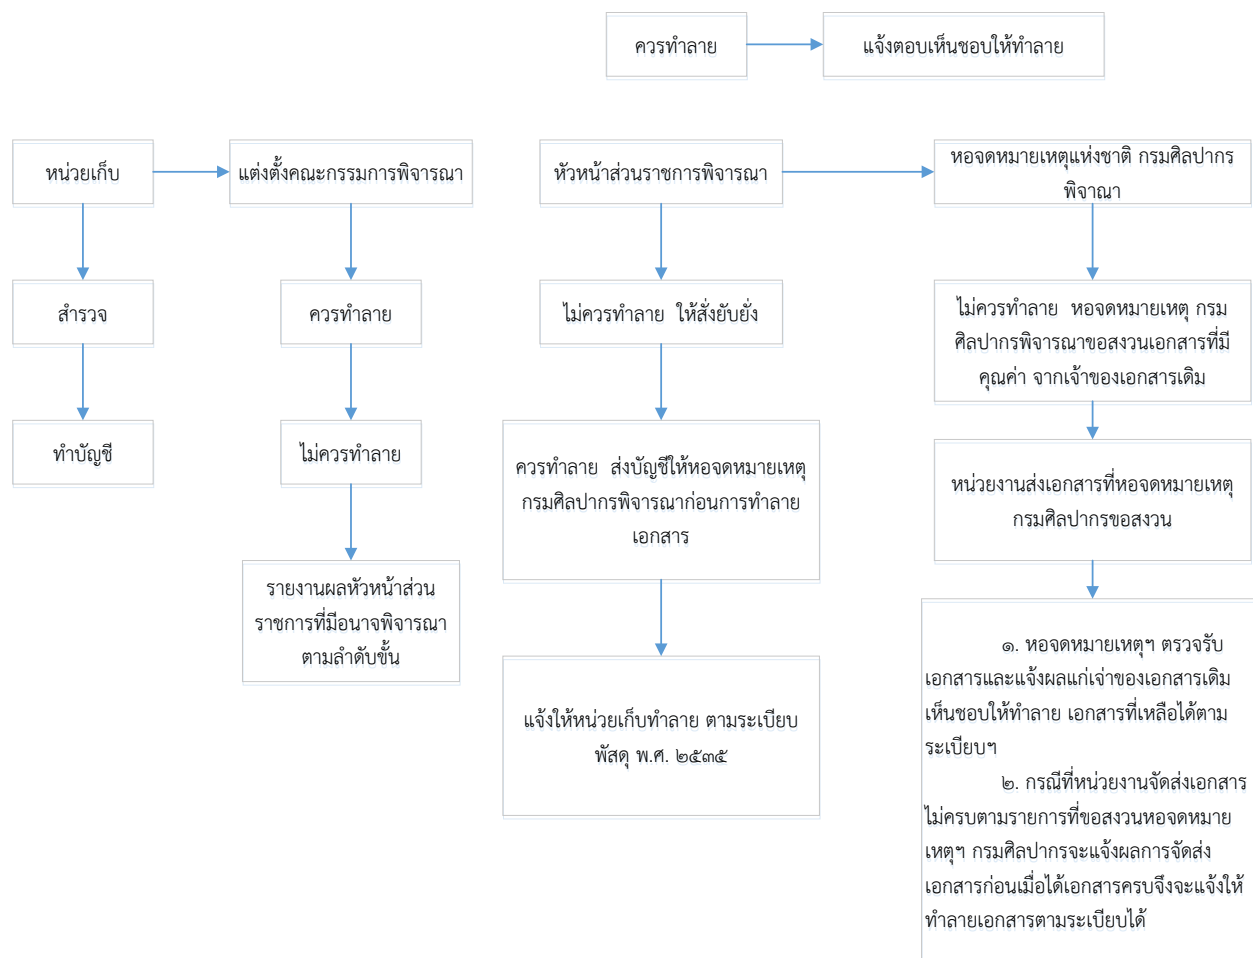 ควรทำลาย
แจ้งตอบเห็นชอบให้ทำลาย
หน่วยเก็บ
แต่งตั้งคณะกรรมการพิจารณา
หัวหน้าส่วนราชการพิจารณา
หอจดหมายเหตุแห่งชาติ กรมศิลปากร
พิจาณา
สำรวจ
ควรทำลาย
ไม่ควรทำลาย ให้สั่งยับยั่ง
ไม่ควรทำลาย หอจดหมายเหตุ กรม
ศิลปากรพิจารณาขอสงวนเอกสารที่มี
คุณค่า จากเจ้าของเอกสารเดิม
ทำบัญชี
ไม่ควรทำลาย
ควรทำลาย ส่งบัญชีให้หอจดหมายเหตุ
กรมศิลปากรพิจารณาก่อนการทำลาย
เอกสาร
หน่วยงานส่งเอกสารที่หอจดหมายเหตุ
กรมศิลปากรขอสงวน
รายงานผลหัวหน้าส่วน
ราชการที่มีอนาจพิจารณา
ตามลำดับขั้น
แจ้งให้หน่วยเก็บทำลาย ตามระเบียบ
พัสดุ พ.ศ. ๒๕๓๕
๑. หอจดหมายเหตุฯ ตรวจรับ
เอกสารและแจ้งผลแก่เจ่าของเอกสารเดิม
เห็นชอบให้ทำลาย เอกสารที่เหลือได้ตาม
ระเบียบฯ
๒. กรณีที่หน่วยงานจัดส่งเอกสาร
ไม่ครบตามรายการที่ขอสงวนหอจดหมาย
เหตุฯ กรมศิลปากรจะแจ้งผลการจัดส่ง
เอกสารก่อนเมื่อได้เอกสารครบจึงจะแจ้งให้
ทำลายเอกสารตามระเบียบได้